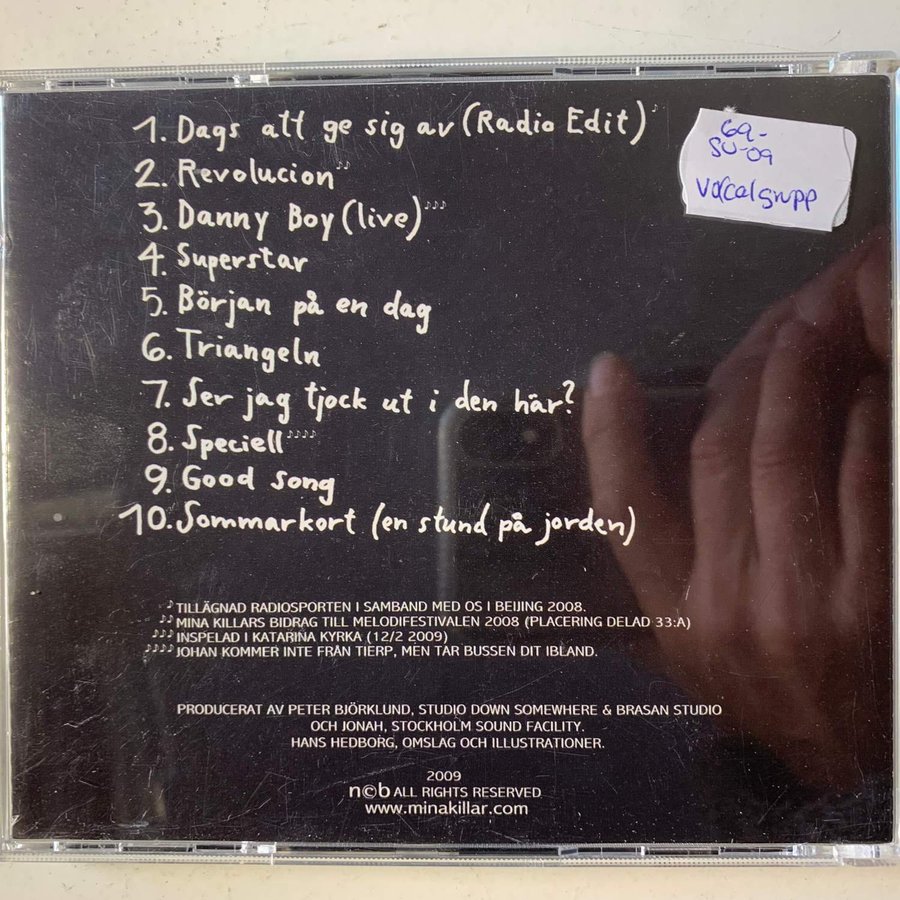 1. Dags att ge sig av (Radio Edit) ♪
2. Revolucion ♪♪
3. Danny Boy (live) ♪♪♪
4. Superstar
5. Början på en dag
6. Triangeln
7. Ser jag tjock ut i den här?
8. Speciell ♪♪♪♪
9. Good song
10. Sommarkort (en stund på jorden)
69-
SU-09
Vocalgrupp
♪ TILLÄGNAD RADIOSPORTEN I SAMBAND MED OS I BEIJING 2008.
♪♪ MINA KILLARS BIDRAG TILL MELODIFESTIVALEN 2008 (PLACERING DELAD 33:A)
♪♪♪ INSPELAD I KATARINA KYRKA (12/2 2009)
♪♪♪♪ JOHAN KOMMER INTE FRÅN TIERP, MEN TAR BUSSEN DIT IBLAND.
PRODUCERAT AV PETER BJÖRKLUND, STUDIO DOWN SOMEWHERE & BRASAN STUDIO
OCH JONAH, STOCKHOLM SOUND FACILITY.
HANS HEDBORG, OMSLAG OCH ILLUSTRATIONER.
2009
n©b ALL RIGHTS RESERVED
www.minakillar.com